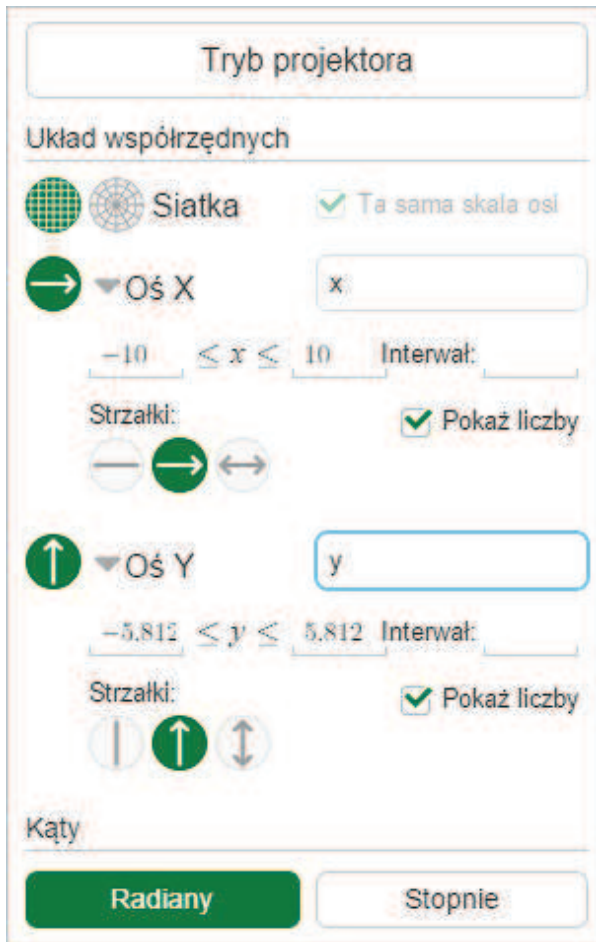 Tryb projektora
Układ współrzędnych
Siatka Ta sama skala osi
Oś X x
−10 ≤ x ≤ 10 Interwał:
Strzałki: Pokaż liczby
Oś Y y
−5.812 ≤ y ≤ 5.812 Interwał:
Strzałki: Pokaż liczby
Kąty
Radiany Stopnie